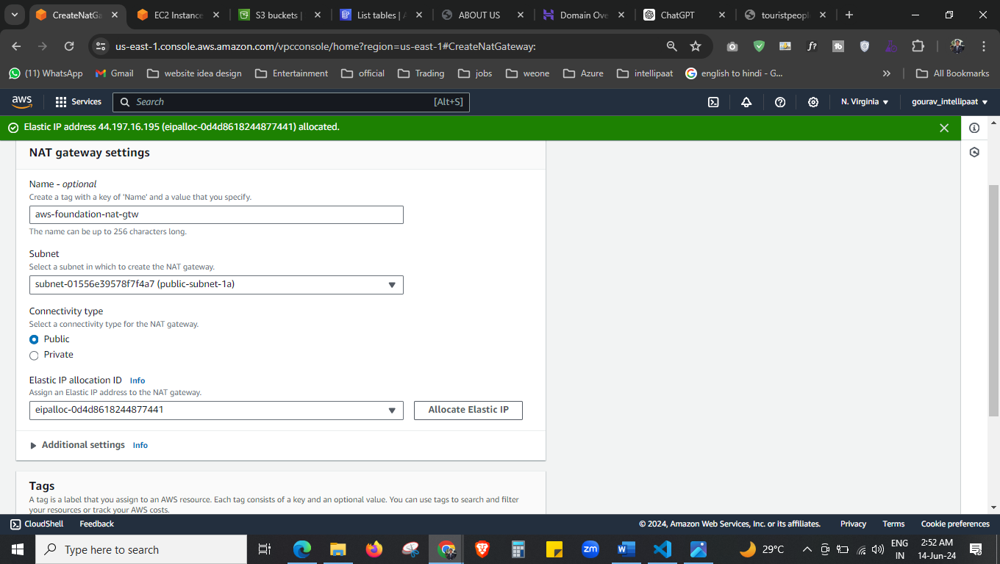 CreateNatGa
EC2 Instance
S3 buckets |
List tables | A
ABOUT US
Domain Ove
ChatGPT
touristpeopl
us-east-1.console.aws.amazon.com/vpcconsole/home?region=us-east-1#CreateNatGateway:
(11) WhatsApp
Gmail
website idea design
Entertainment
official
Trading
jobs
weone
Azure
intellipaat
english to hindi - G...
All Bookmarks
aws
Services
Search
[Alt+S]
N. Virginia
gourav_intellipaat
Elastic IP address 44.197.16.195 (eipalloc-0d4d8618244877441) allocated.
NAT gateway settings
Name - optional
Create a tag with a key of 'Name' and a value that you specify.
aws-foundation-nat-gtw
The name can be up to 256 characters long.
Subnet
Select a subnet in which to create the NAT gateway.
subnet-01556e39578f7f4a7 (public-subnet-1a)
Connectivity type
Select a connectivity type for the NAT gateway.
Public
Private
Elastic IP allocation ID Info
Assign an Elastic IP address to the NAT gateway.
eipalloc-0d4d8618244877441
Allocate Elastic IP
Additional settings Info
Tags
A tag is a label that you assign to an AWS resource. Each tag consists of a key and an optional value. You can use tags to search and filter
your resources or track your AWS costs.
CloudShell
Feedback
© 2024, Amazon Web Services, Inc. or its affiliates.
Privacy
Terms
Cookie preferences
Type here to search
zm
29°C
ENG
IN
2:52 AM
14-Jun-24